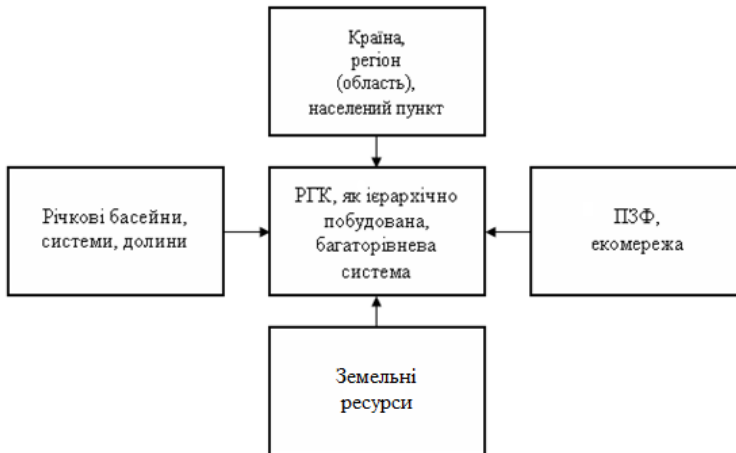 Країна,
регіон
(область),
населений пункт
Річкові басейни,
системи, долини
РГК, як ієрархічно
побудована,
багаторівнева
система
ПЗФ,
екомережа
Земельні
ресурси